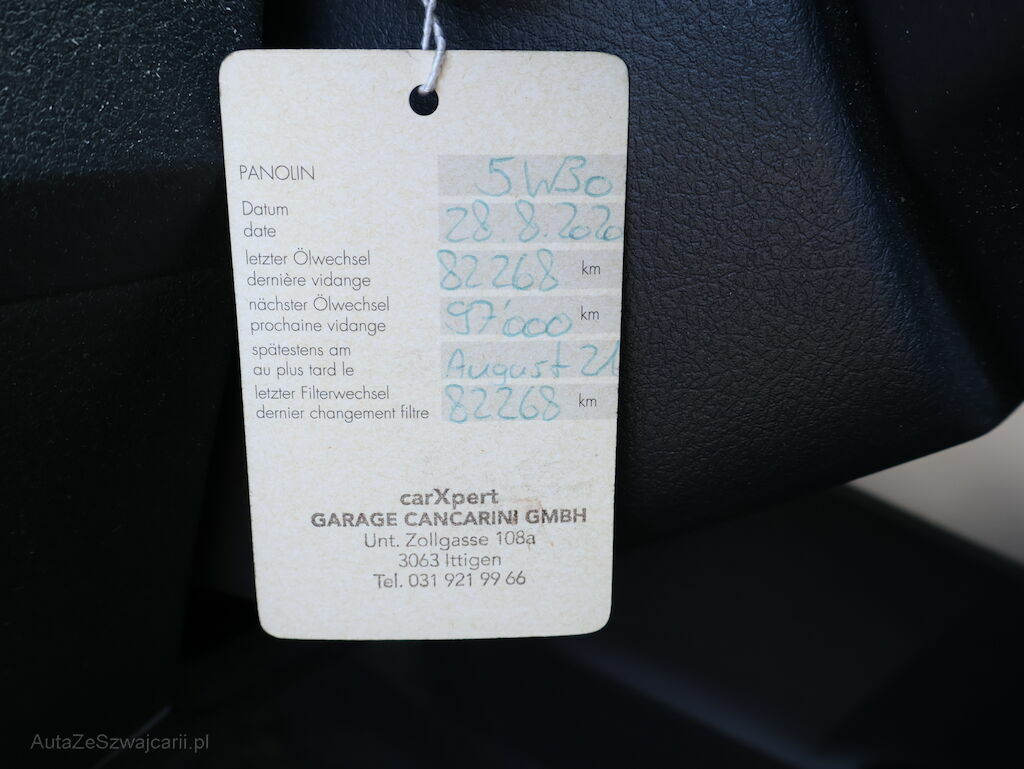 PANOLIN 5W30
Datum
date 28.8.2020
letzter Ölwechsel
dernière vidange 82268 km
nächster Ölwechsel
prochaine vidange 97'000 km
spätestens am
au plus tard le August 21
letzter Filterwechsel
dernier changement filtre 82268 km
carXpert
GARAGE CANCARINI GMBH
Unt. Zollgasse 108a
3063 Ittigen
Tel. 031 921 99 66
AutaZeSzwajcarii.pl